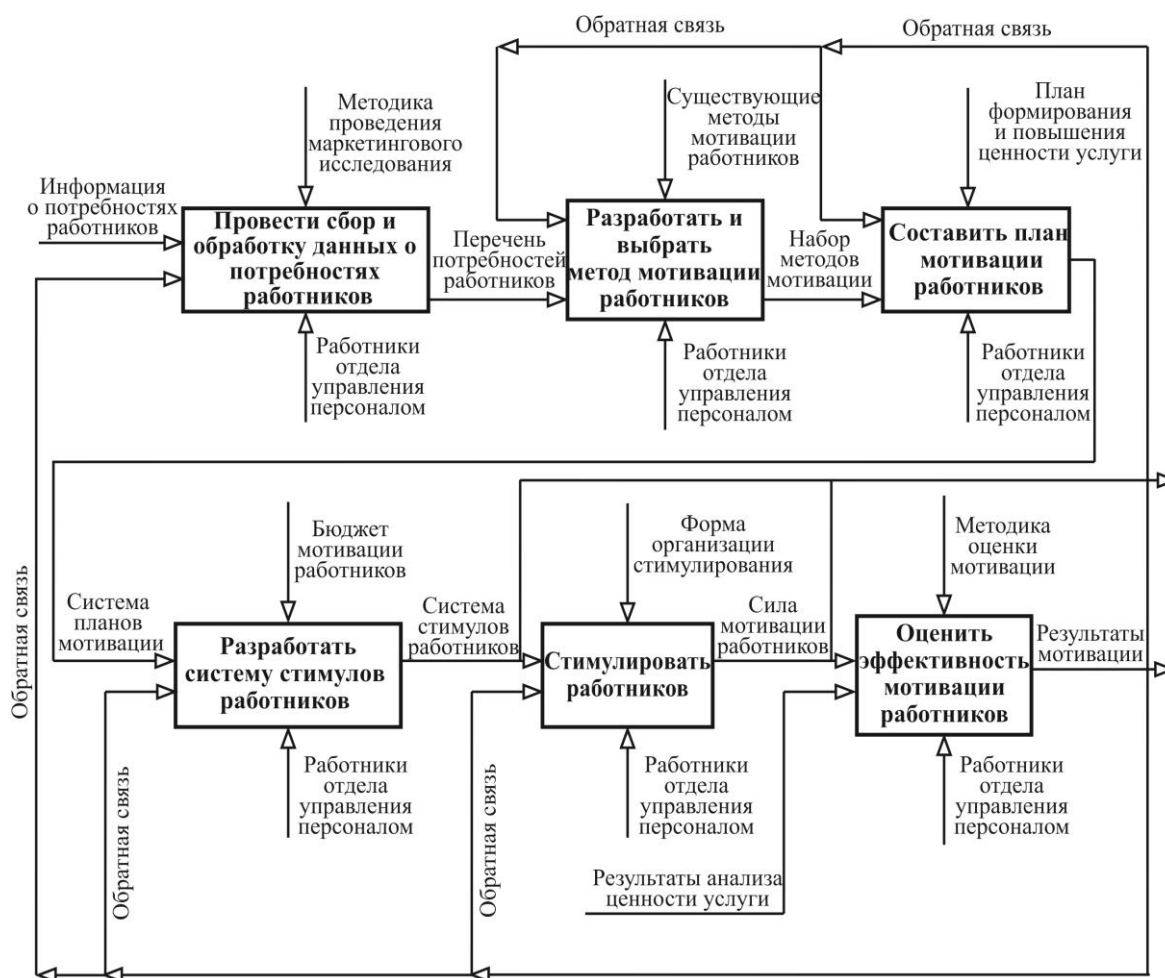 Обратная связь
Обратная связь
Методика
проведения
маркетингового
исследования
Существующие
методы
мотивации
работников
План
формирования
и повышения
ценности услуги
Информация
о потребностях
работников
Провести сбор и
обработку данных о
потребностях
работников
Перечень
потребностей
работников
Разработать и
выбрать
метод мотивации
работников
Набор
методов
мотивации
Составить план
мотивации
работников
Работники
отдела
управления
персоналом
Работники
отдела
управления
персоналом
Работники
отдела
управления
персоналом
Обратная связь
Бюджет
мотивации
работников
Форма
организации
стимулирования
Методика
оценки
мотивации
Система
планов
мотивации
Разработать
систему стимулов
работников
Система
стимулов
работников
Стимулировать
работников
Сила
мотивации
работников
Оценить
эффективность
мотивации
работников
Результаты
мотивации
Обратная связь
Работники
отдела
управления
персоналом
Обратная связь
Работники
отдела
управления
персоналом
Работники
отдела
управления
персоналом
Результаты анализа
ценности услуги